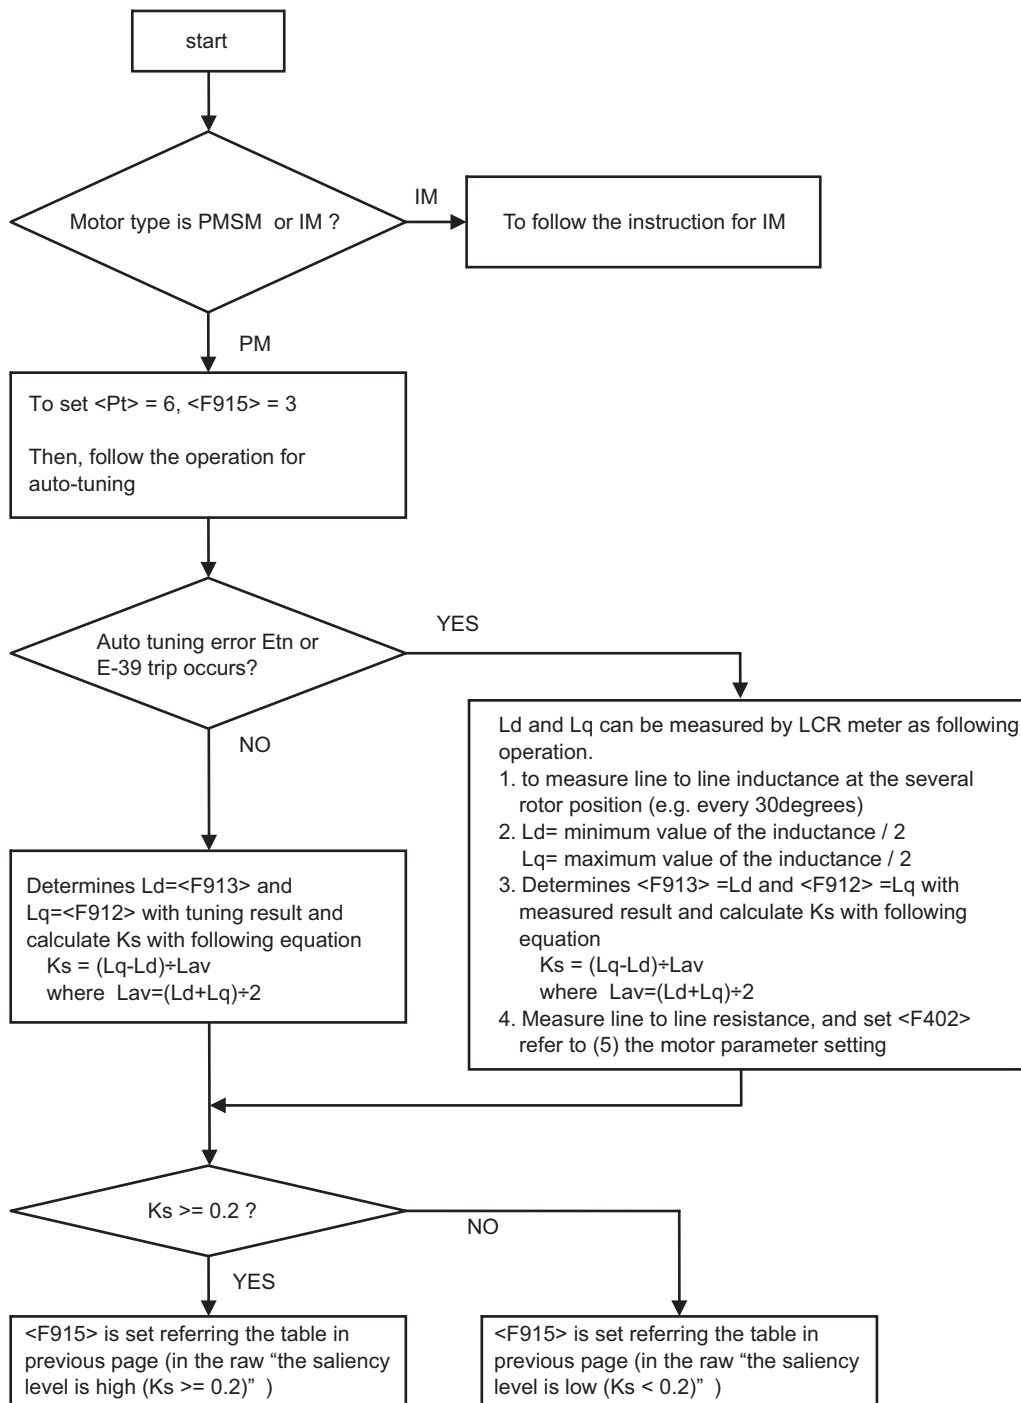 start
Motor type is PMSM or IM ?
IM
To follow the instruction for IM
PM
To set <Pt> = 6, <F915> = 3
Then, follow the operation for
auto-tuning
Auto tuning error Etn or
E-39 trip occurs?
YES
NO
Ld and Lq can be measured by LCR meter as following
operation.
1. to measure line to line inductance at the several
rotor position (e.g. every 30degrees)
2. Ld= minimum value of the inductance / 2
Lq= maximum value of the inductance / 2
3. Determines <F913> =Ld and <F912> =Lq with
measured result and calculate Ks with following
equation
Ks = (Lq-Ld)÷Lav
where Lav=(Ld+Lq)÷2
4. Measure line to line resistance, and set <F402>
refer to (5) the motor parameter setting
Determines Ld=<F913> and
Lq=<F912> with tuning result and
calculate Ks with following equation
Ks = (Lq-Ld)÷Lav
where Lav=(Ld+Lq)÷2
Ks >= 0.2 ?
NO
YES
<F915> is set referring the table in
previous page (in the raw “the saliency
level is high (Ks >= 0.2)” )
<F915> is set referring the table in
previous page (in the raw “the saliency
level is low (Ks < 0.2)” )